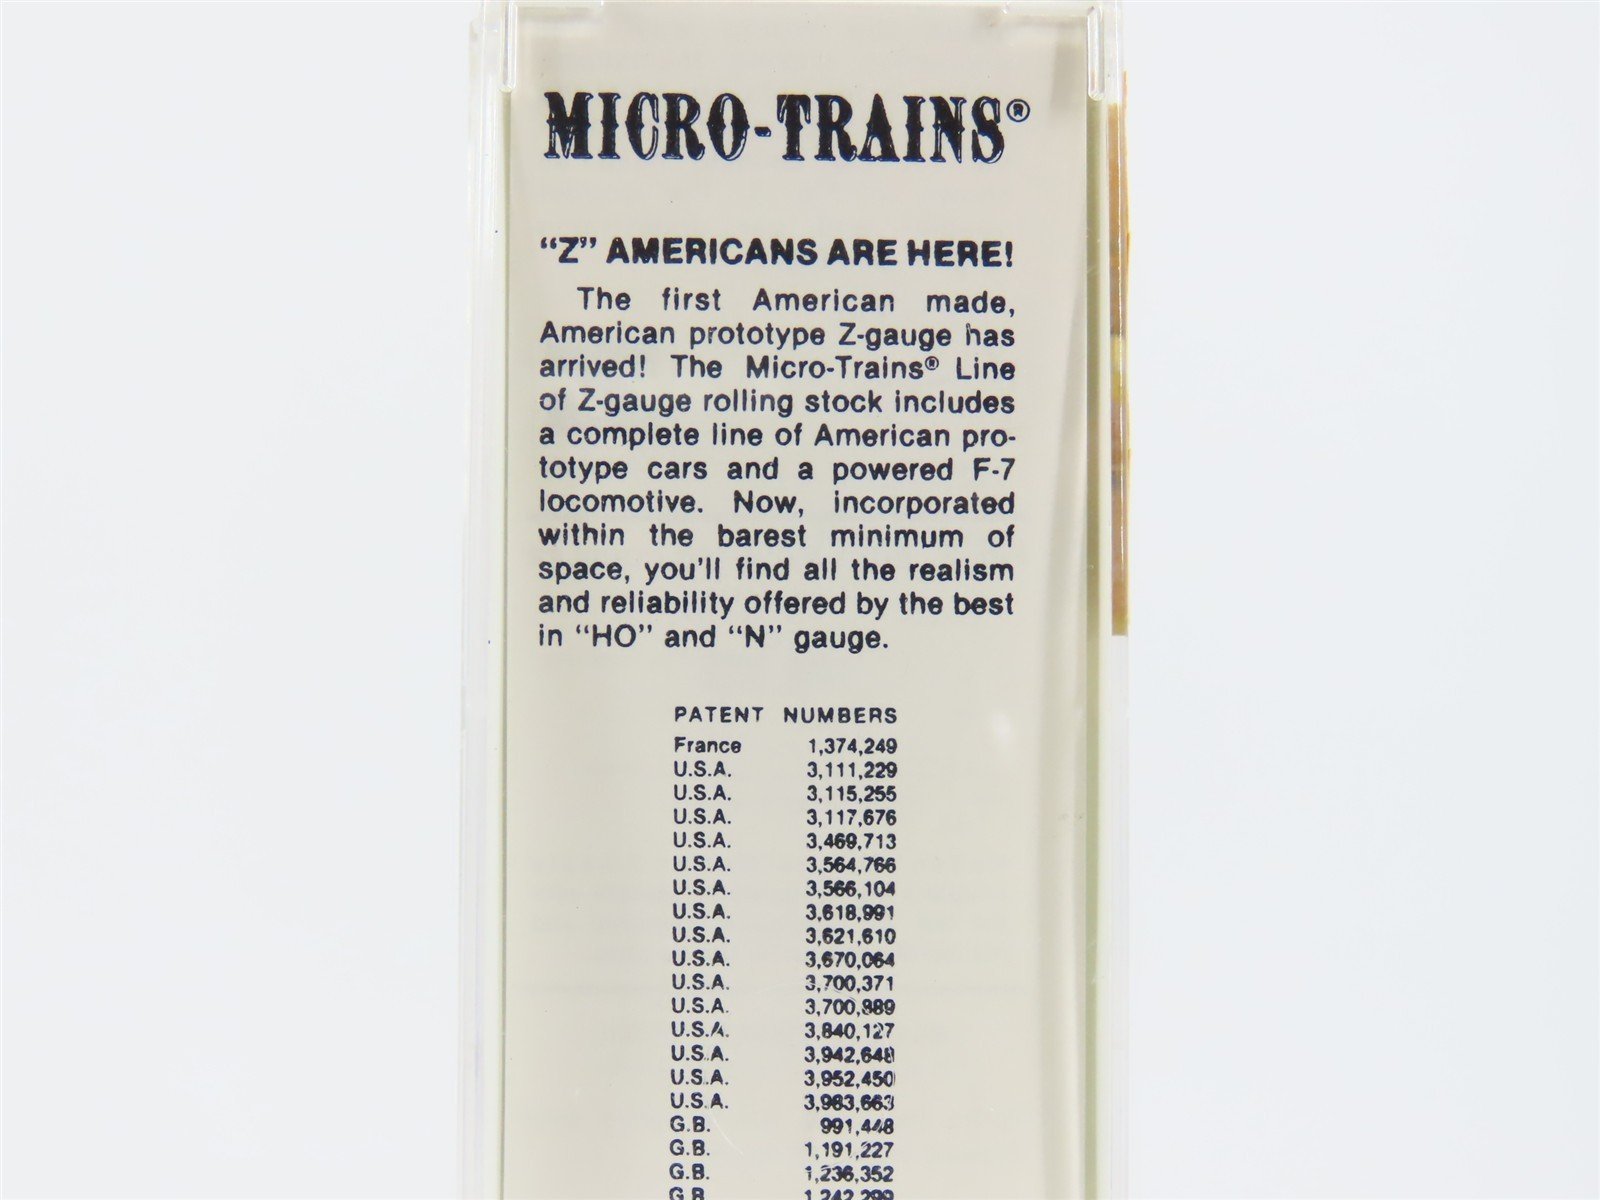 MICRO-TRAINS®
“Z” AMERICANS ARE HERE!
The first American made,
American prototype Z-gauge has
arrived! The Micro-Trains® Line
of Z-gauge rolling stock includes
a complete line of American pro-
totype cars and a powered F-7
locomotive. Now, incorporated
within the barest minimum of
space, you'll find all the realism
and reliability offered by the best
in “HO” and “N” gauge.
PATENT NUMBERS
France 1,374,249
U.S.A. 3,111,229
U.S.A. 3,115,255
U.S.A. 3,117,676
U.S.A. 3,469,713
U.S.A. 3,564,766
U.S.A. 3,566,104
U.S.A. 3,618,991
U.S.A. 3,621,610
U.S.A. 3,670,064
U.S.A. 3,700,371
U.S.A.
U.S.A. 3,840,127
U.S.A. 3,942,648
U.S.A. 3,952,450
U.S.A. 3,983,663
G.B. 991,448
G.B. 1,191,227
G.B. 1,236,352
G.B. 1,242,299